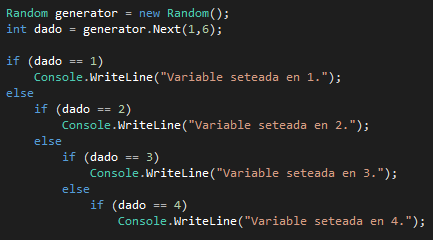 Random generator = new Random();
int dado = generator.Next(1,6);

if (dado == 1)
    Console.WriteLine("Variable seteada en 1.");
else
    if (dado == 2)
        Console.WriteLine("Variable seteada en 2.");
    else
        if (dado == 3)
            Console.WriteLine("Variable seteada en 3.");
        else
            if (dado == 4)
                Console.WriteLine("Variable seteada en 4.");